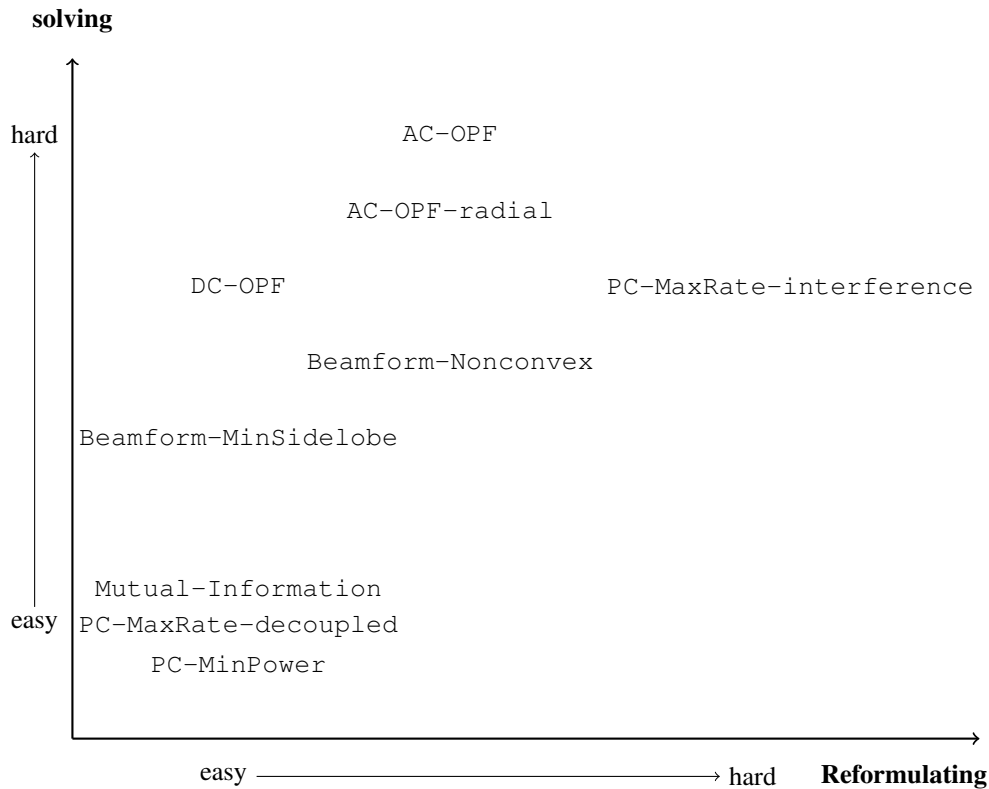 solving
hard
AC-OPF
AC-OPF-radial
DC-OPF
PC-MaxRate-interference
Beamform-Nonconvex
Beamform-MinSidelobe
Mutual-Information
easy
PC-MaxRate-decoupled
PC-MinPower
easy
hard
Reformulating